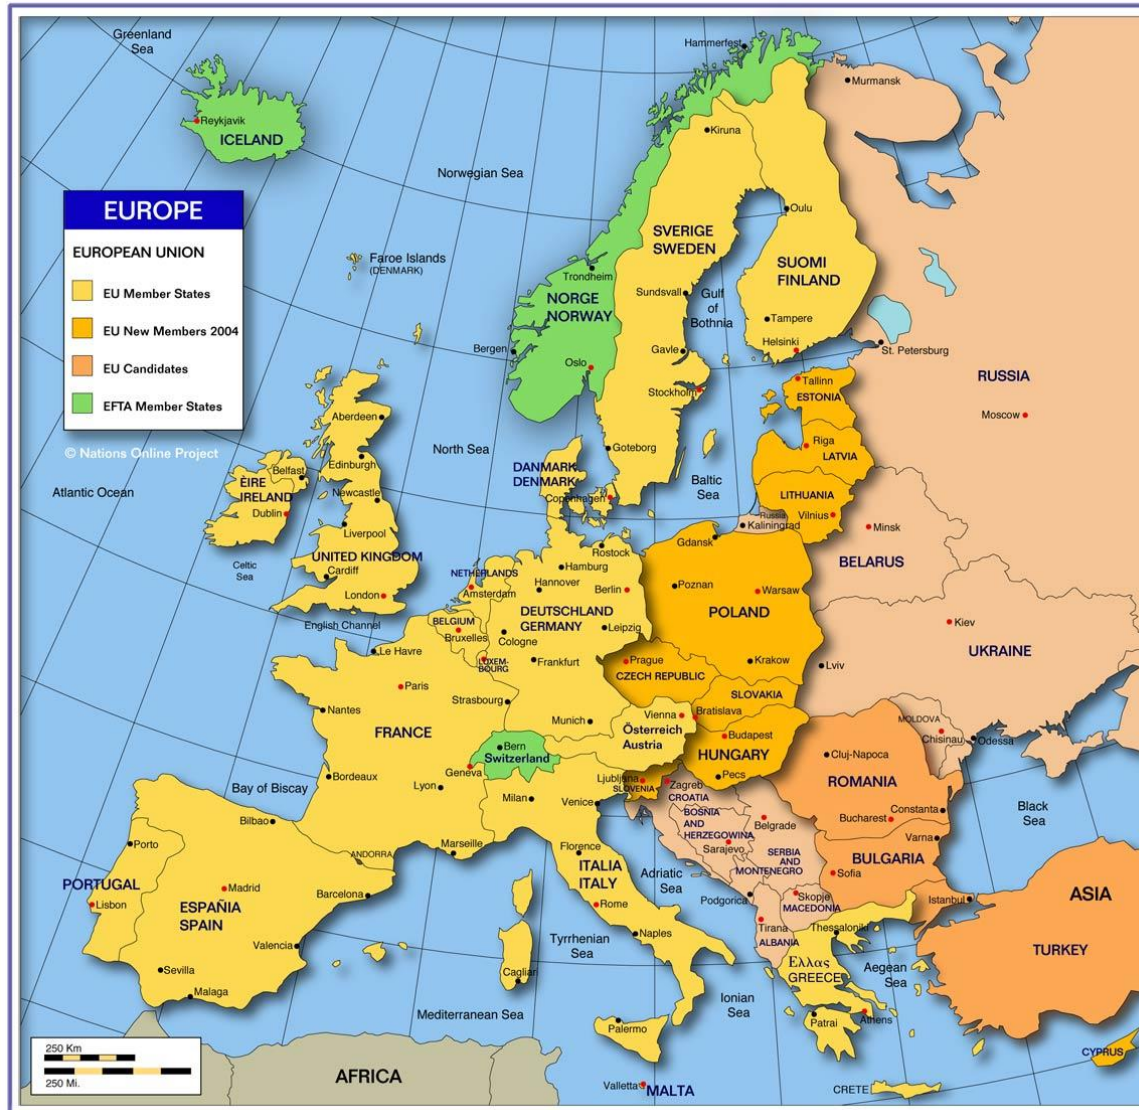 Greenland
Sea
Hammerfest
Murmansk
Reykjavik
ICELAND
Kiruna
Norwegian Sea
EUROPE
EUROPEAN UNION
EU Member States
EU New Members 2004
EU Candidates
EFTA Member States
© Nations Online Project
Faroe Islands
(DENMARK)
Oulu
SVERIGE
SWEDEN
SUOMI
FINLAND
Trondheim
Sundsvall
Gulf
of
Bothnia
NORGE
NORWAY
Tampere
Helsinki
St. Petersburg
Bergen
Gavle
Oslo
Stockholm
RUSSIA
Moscow
Tallinn
ESTONIA
Aberdeen
North Sea
Goteborg
Riga
LATVIA
Edinburgh
Belfast
ÈIRE
IRELAND
Dublin
Atlantic Ocean
DANMARK
DENMARK
Copenhagen
Baltic
Sea
LITHUANIA
Vilnius
Russia
Kaliningrad
Minsk
BELARUS
Newcastle
Liverpool
UNITED KINGDOM
Cardiff
London
Celtic
Sea
English Channel
Gdansk
Rostock
Hamburg
NETHERLANDS
Amsterdam
Hannover
Berlin
Poznan
Warsaw
POLAND
DEUTSCHLAND
GERMANY
BELGIUM
Bruxelles
Cologne
Leipzig
Kiev
UKRAINE
Le Havre
LUXEM-
BOURG
Frankfurt
Prague
CZECH REPUBLIC
Krakow
Lviv
Paris
Strasbourg
SLOVAKIA
Nantes
FRANCE
Munich
Vienna
Bratislava
Österreich
Austria
Budapest
HUNGARY
MOLDOVA
Chisinau
Odessa
Bern
Switzerland
Geneva
Cluj-Napoca
ROMANIA
Bordeaux
Lyon
Bay of Biscay
Milan
Venice
Ljubljana
SLOVENIA
Zagreb
CROATIA
Pecs
BOSNIA
AND
HERZEGOWINA
Sarajevo
Belgrade
Bucharest
Constanta
Black
Sea
Bilbao
Varna
BULGARIA
Sofia
Porto
ANDORRA
Marseille
Florence
ITALIA
ITALY
Adriatic
Sea
SERBIA
AND
MONTENEGRO
PORTUGAL
Lisbon
Madrid
ESPAÑIA
SPAIN
Barcelona
Rome
Podgorica
Skopje
MACEDONIA
Istanbul
ASIA
Tirana
ALBANIA
Thessaloniki
Valencia
Naples
Tyrrhenian
Sea
Ελλας
GREECE
Aegean
Sea
TURKEY
Sevilla
Malaga
Cagliari
Mediterranean Sea
Ionian
Sea
Palermo
Patrai
Athens
250 Km
250 Mi.
AFRICA
Valletta
MALTA
CRETE
CYPRUS